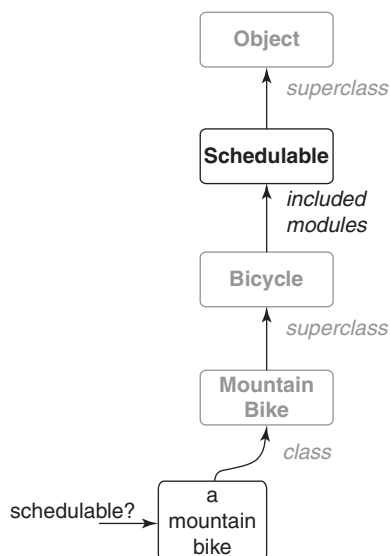 Object
superclass
Schedulable
included
modules
Bicycle
superclass
Mountain
Bike
class
schedulable?
a
mountain
bike